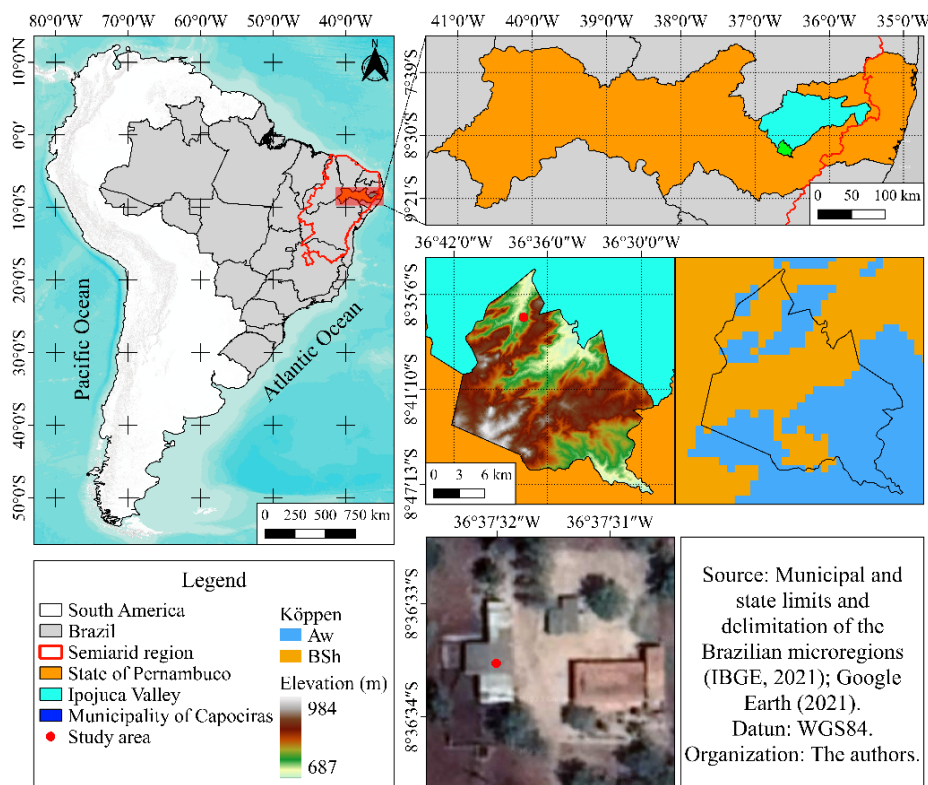 80°0'W 70°0'W 60°0'W 50°0'W 40°0'W
N
10°0'N
0°0'
10°0'S
20°0'S
30°0'S
40°0'S
50°0'S
Pacific Ocean
Atlantic Ocean
0 250 500 750 km
41°0'W 40°0'W 39°0'W 38°0'W 37°0'W 36°0'W 35°0'W
7°39'S
8°30'S
9°21'S
0 50 100 km
36°42'0"W 36°36'0"W 36°30'0"W
8°35'6"S
8°41'10"S
8°47'13"S
0 3 6 km
36°37'32"W 36°37'31"W
8°36'33"S
8°36'34"S
Legend
South America
Brazil
Semiarid region
State of Pernambuco
Ipojuca Valley
Municipality of Capoeiras
Study area
Köppen
Aw
BSh
Elevation (m)
984
687
Source: Municipal and
state limits and
delimitation of the
Brazilian microregions
(IBGE, 2021); Google
Earth (2021).
Datun: WGS84.
Organization: The authors.